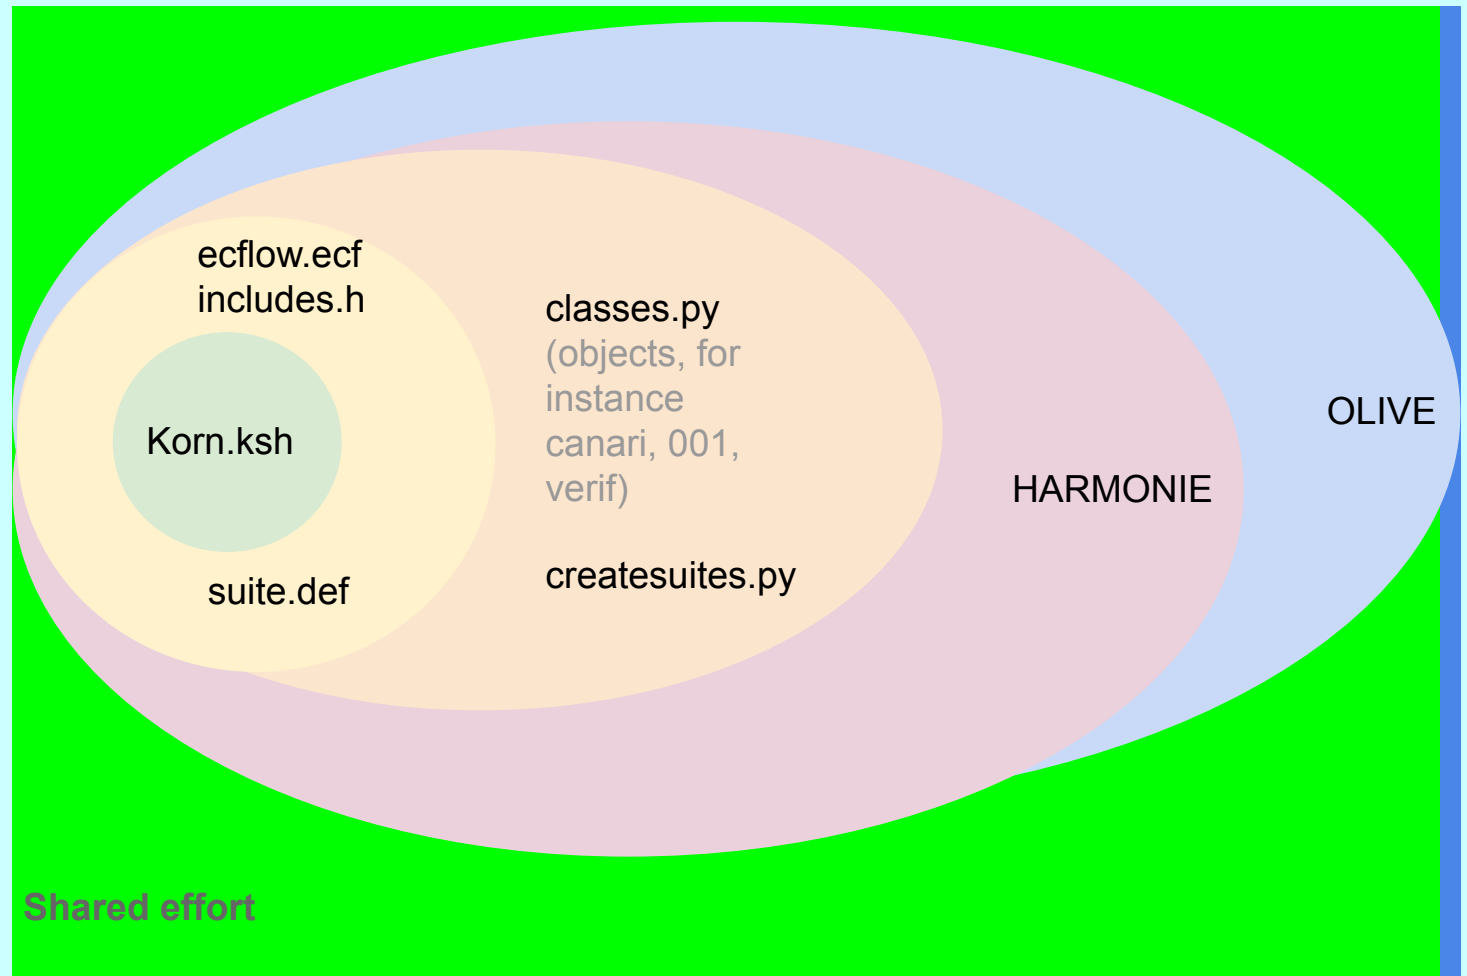 ecflow.ecf
includes.h
Korn.ksh
suite.def
classes.py
(objects, for
instance
canari, 001,
verif)
createsuites.py
HARMONIE
OLIVE
Shared effort